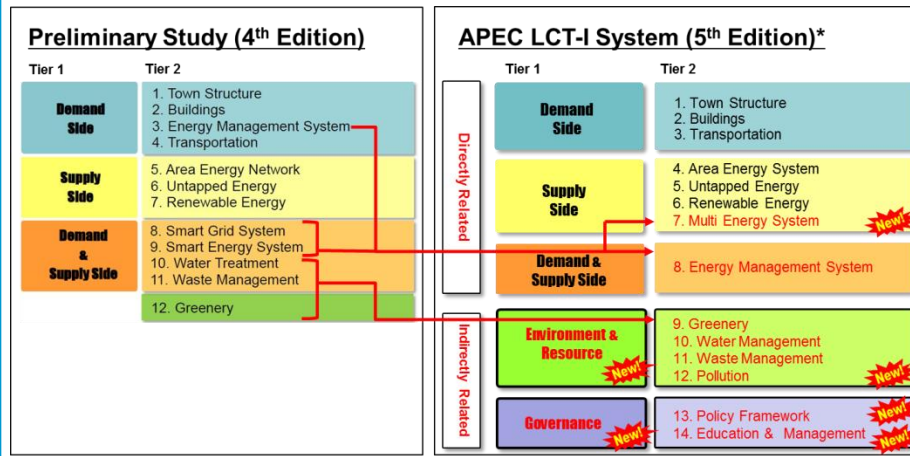 Preliminary Study (4th Edition)
Tier 1
Tier 2
Demand
Side
1. Town Structure
2. Buildings
3. Energy Management System
4. Transportation
Supply
Side
5. Area Energy Network
6. Untapped Energy
7. Renewable Energy
Demand
&
Supply Side
8. Smart Grid System
9. Smart Energy System
10. Water Treatment
11. Waste Management
12. Greenery
APEC LCT-I System (5th Edition)*
Tier 1
Tier 2
Directly Related
Demand
Side
1. Town Structure
2. Buildings
3. Transportation
Supply
Side
4. Area Energy System
5. Untapped Energy
6. Renewable Energy
7. Multi Energy System
New!
Demand &
Supply Side
8. Energy Management System
Indirectly Related
Environment &
Resource
New!
9. Greenery
10. Water Management
11. Waste Management
12. Pollution
New!
Governance
New!
13. Policy Framework
New!
14. Education & Management
New!